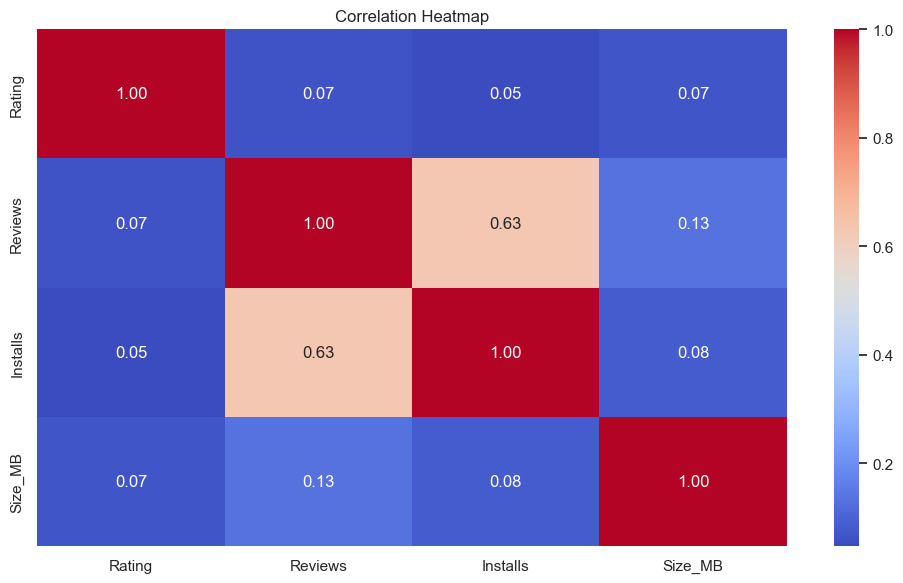 Correlation Heatmap
Rating 1.00 0.07 0.05 0.07
Reviews 0.07 1.00 0.63 0.13
Installs 0.05 0.63 1.00 0.08
Size_MB 0.07 0.13 0.08 1.00
Rating Reviews Installs Size_MB
1.0
0.8
0.6
0.4
0.2